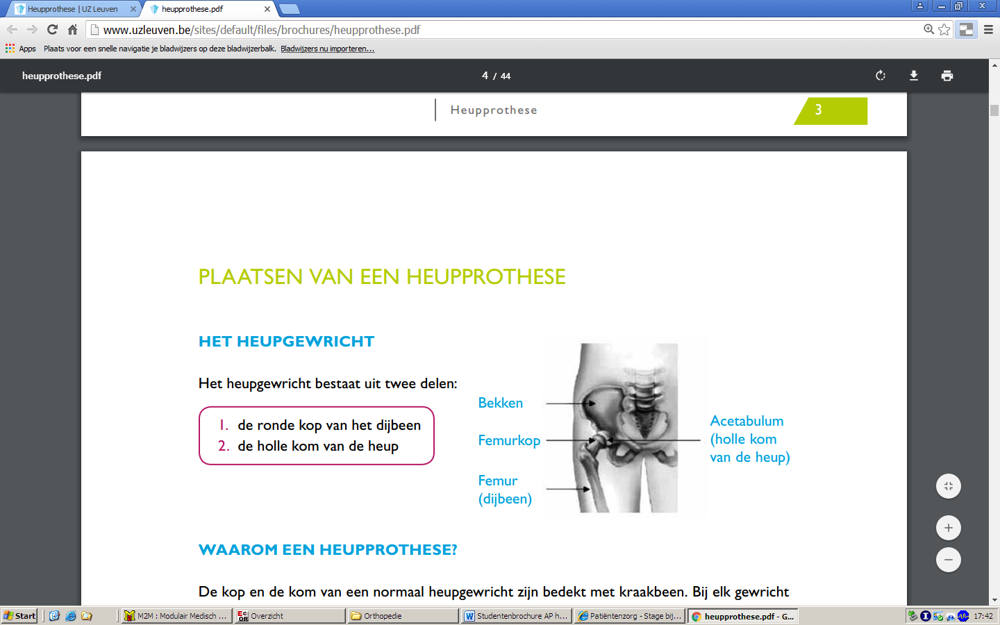 Heupprothese | UZ Leuven
heupprothese.pdf
www.uzleuven.be/sites/default/files/brochures/heupprothese.pdf
Apps
Plaats voor een snelle navigatie je bladwijzers op deze bladwijzerbalk.
Bladwijzers nu importeren...
heupprothese.pdf
4 / 44
Heupprothese
3
PLAATSEN VAN EEN HEUPPROTHESE
HET HEUPGEWRICHT
Het heupgewricht bestaat uit twee delen:
1. de ronde kop van het dijbeen
2. de holle kom van de heup
Bekken
Femurkop
Femur
(dijbeen)
Acetabulum
(holle kom
van de heup)
WAAROM EEN HEUPPROTHESE?
De kop en de kom van een normaal heupgewricht zijn bedekt met kraakbeen. Bij elk gewricht
Start
M2M : Modulair Medisch ...
Overzicht
Orthopedie
Studentenbrochure AP h...
Patiëntenzorg - Stage bij...
heupprothese.pdf - G...
17:42